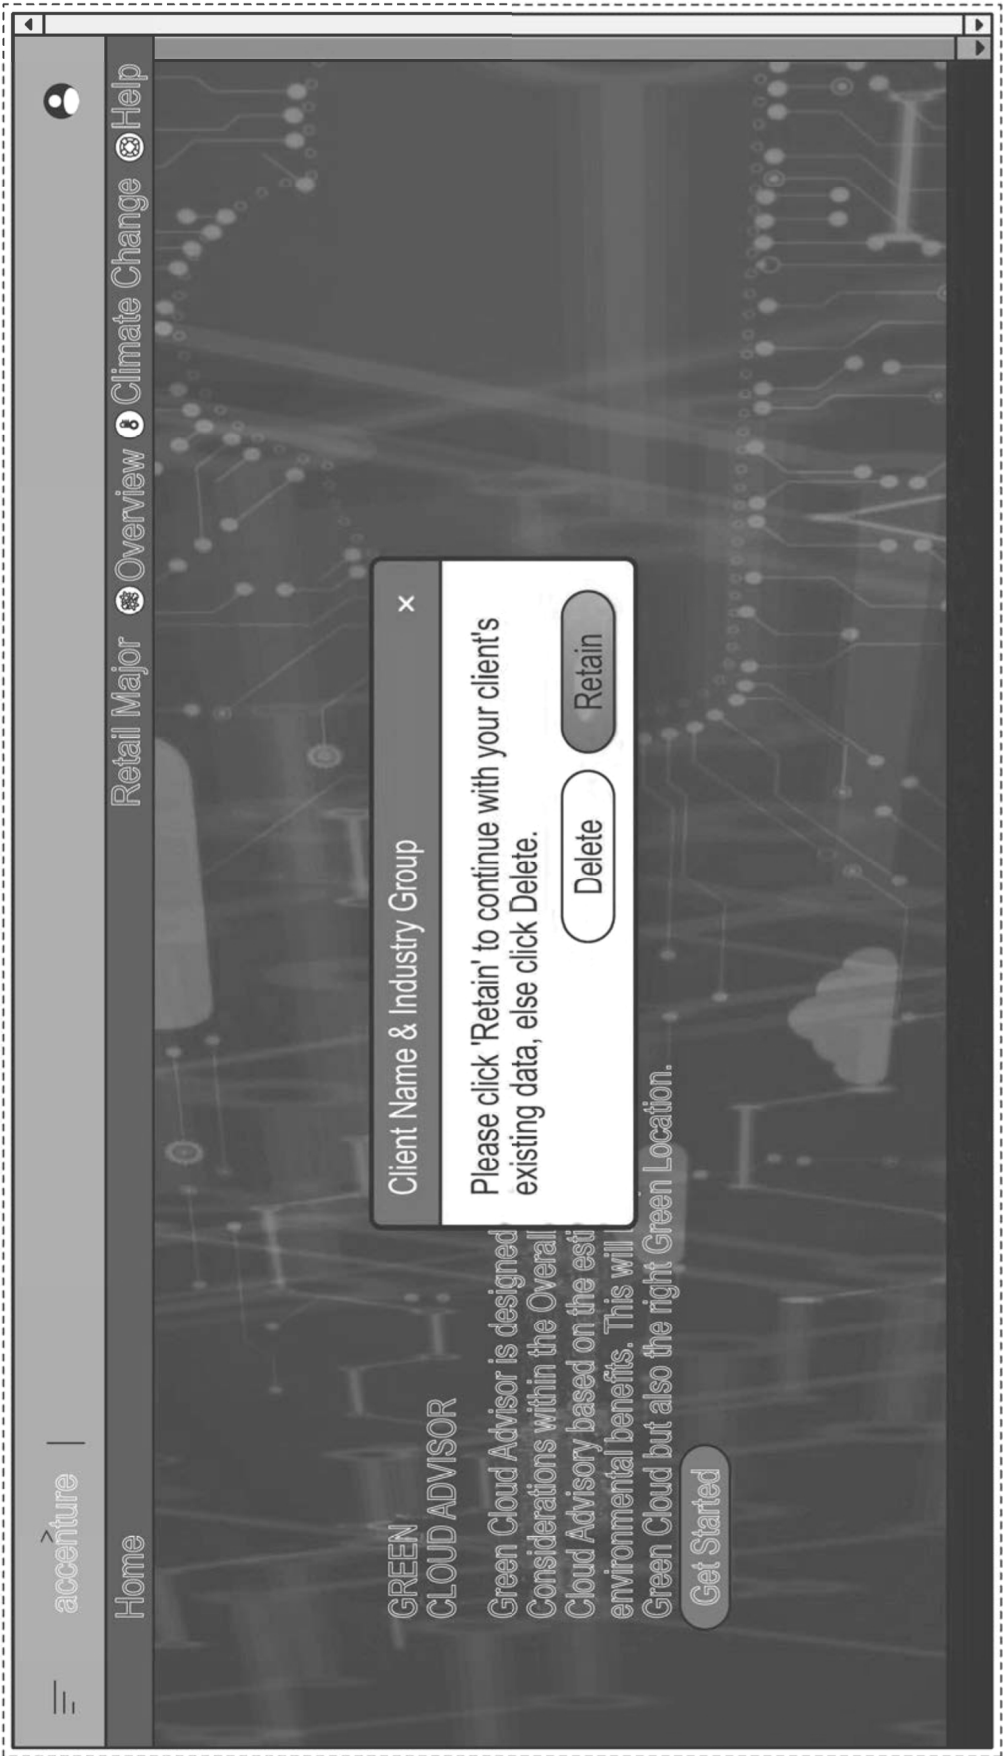 accenture
Home
Retail Major Overview Climate Change Help
GREEN
CLOUD ADVISOR
Green Cloud Advisor is designed
Considerations within the Overall
Cloud Advisory based on the esti
environmental benefits. This will
Green Cloud but also the right Green Location.
Get Started
Client Name & Industry Group ×
Please click 'Retain' to continue with your client's
existing data, else click Delete.
Delete Retain